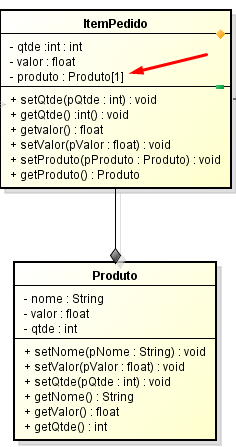 ItemPedido
- qtde :int : int
- valor : float
- produto : Produto[1]
+ setQtde(pQtde : int) : void
+ getQtde() :int() : void
+ getvalor() : float
+ setValor(pValor : float) : void
+ setProduto(pProduto : Produto) : void
+ getProduto() : Produto
Produto
- nome : String
- valor : float
- qtde : int
+ setNome(pNome : String) : void
+ setValor(pValor : float) : void
+ setQtde(pQtde : int) : void
+ getNome() : String
+ getValor() : float
+ getQtde() : int